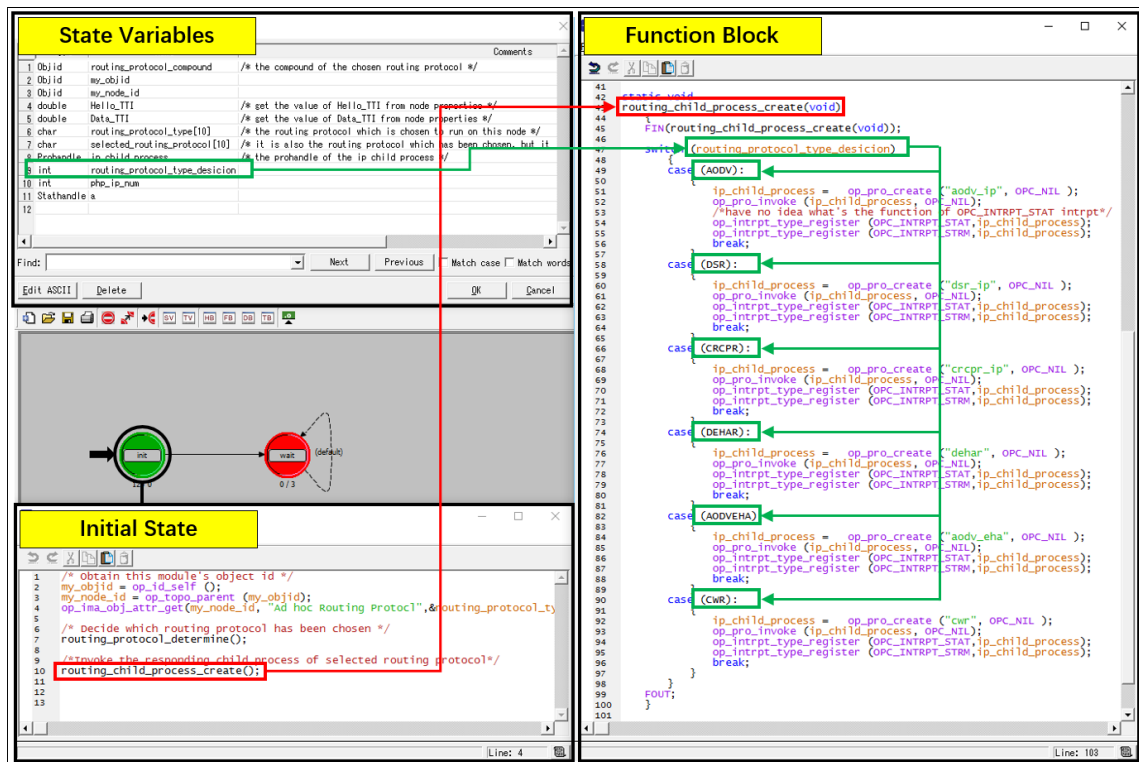 State Variables
Comments
1 Objid routing_protocol_compound /* the compound of the chosen routing protocol */
2 Objid my_objid
3 Objid my_node_id
4 double Hello_TTI /* get the value of Hello_TTI from node properties */
5 double Data_TTI /* get the value of Data_TTI from node properties */
6 char routing_protocol_type[10] /* the routing protocol which is chosen to run on this node */
7 char selected_routing_protocol[10] /* it is also the routing protocol which has been chosen, but it
8 Prohandle ip_child_process /* the prohandle of the ip child process */
9 int routing_protocol_type_desicion
10 int php_ip_num
11 Stathandle a
12
Find: Next Previous Match case Match words
Edit ASCII Delete OK Cancel
SV TV HB FB DB TB
init
wait
(default)
0 / 3
Initial State
1 /* Obtain this module's object id */
2 my_objid = op_id_self ();
3 my_node_id = op_topo_parent (my_objid);
4 op_ima_obj_attr_get(my_node_id, "Ad hoc Routing Protocl",&routing_protocol_ty
5
6 /* Decide which routing protocol has been chosen */
7 routing_protocol_determine();
8
9 /*Invoke the responding child process of selected routing protocol*/
10 routing_child_process_create();
11
12
13
Line: 4
Function Block
41
42 static void
43 routing_child_process_create(void)
44 {
45 FIN(routing_child_process_create(void));
46
47 switch (routing_protocol_type_desicion)
48 {
49 case (AODV):
50 {
51 ip_child_process = op_pro_create ("aodv_ip", OPC_NIL );
52 op_pro_invoke (ip_child_process, OPC_NIL);
53 /*have no idea what's the function of OPC_INTRPT_STAT intrpt*/
54 op_intrpt_type_register (OPC_INTRPT_STAT,ip_child_process);
55 op_intrpt_type_register (OPC_INTRPT_STRM,ip_child_process);
56 break;
57 }
58 case (DSR):
59 {
60 ip_child_process = op_pro_create ("dsr_ip", OPC_NIL );
61 op_pro_invoke (ip_child_process, OPC_NIL);
62 op_intrpt_type_register (OPC_INTRPT_STAT,ip_child_process);
63 op_intrpt_type_register (OPC_INTRPT_STRM,ip_child_process);
64 break;
65 }
66 case (CRCPR):
67 {
68 ip_child_process = op_pro_create ("crcpr_ip", OPC_NIL );
69 op_pro_invoke (ip_child_process, OPC_NIL);
70 op_intrpt_type_register (OPC_INTRPT_STAT,ip_child_process);
71 op_intrpt_type_register (OPC_INTRPT_STRM,ip_child_process);
72 break;
73 }
74 case (DEHAR):
75 {
76 ip_child_process = op_pro_create ("dehar", OPC_NIL );
77 op_pro_invoke (ip_child_process, OPC_NIL);
78 op_intrpt_type_register (OPC_INTRPT_STAT,ip_child_process);
79 op_intrpt_type_register (OPC_INTRPT_STRM,ip_child_process);
80 break;
81 }
82 case (AODVEHA)
83 {
84 ip_child_process = op_pro_create ("aodv_eha", OPC_NIL );
85 op_pro_invoke (ip_child_process, OPC_NIL);
86 op_intrpt_type_register (OPC_INTRPT_STAT,ip_child_process);
87 op_intrpt_type_register (OPC_INTRPT_STRM,ip_child_process);
88 break;
89 }
90 case (CWR):
91 {
92 ip_child_process = op_pro_create ("cwr", OPC_NIL );
93 op_pro_invoke (ip_child_process, OPC_NIL);
94 op_intrpt_type_register (OPC_INTRPT_STAT,ip_child_process);
95 op_intrpt_type_register (OPC_INTRPT_STRM,ip_child_process);
96 break;
97 }
98 }
99 FOUT;
100 }
101
Line: 103